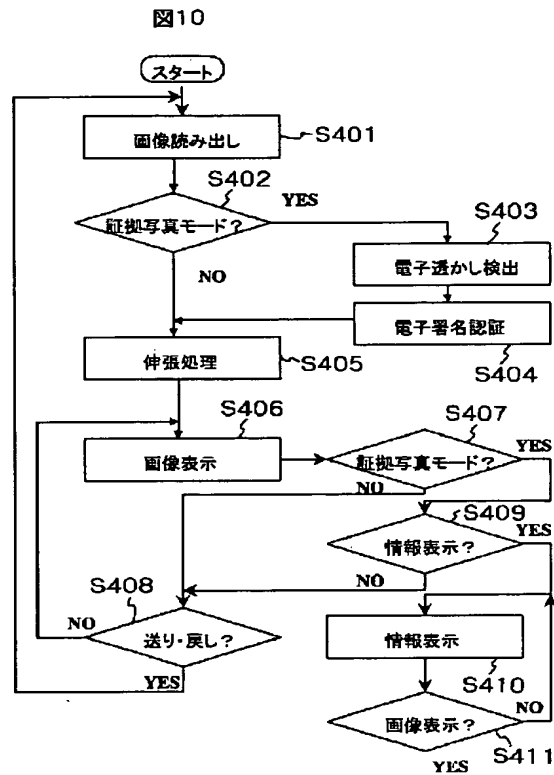 図10
スタート
画像読み出し
S401
S402
証拠写真モード?
YES
NO
S403
電子透かし検出
電子署名認証
S404
伸張処理
S405
S406
画像表示
S407
証拠写真モード?
YES
NO
S409
情報表示?
YES
NO
S408
送り・戻し?
NO
YES
情報表示
S410
画像表示?
NO
S411
YES